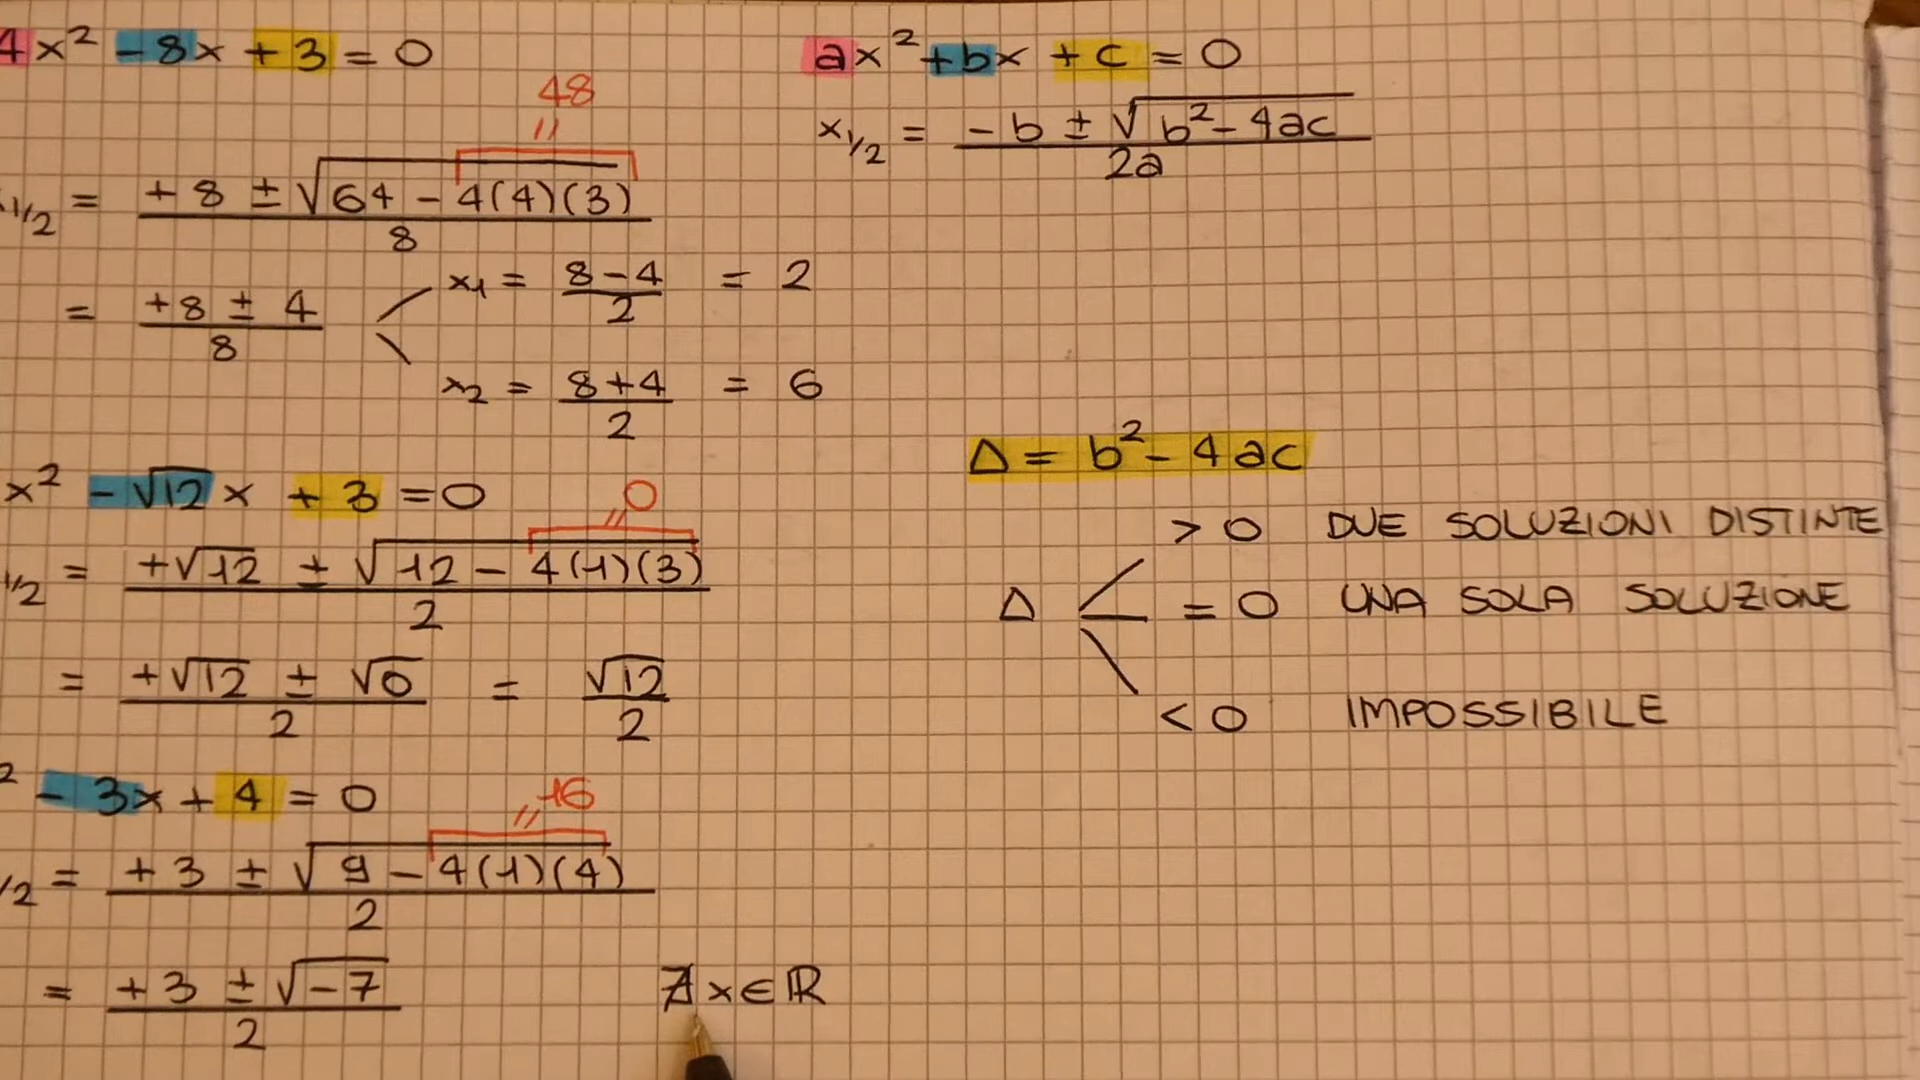 4x² - 8x + 3 = 0
48
x₁/₂ = (+8 ± √(64 - 4(4)(3))) / 8
= (+8 ± 4) / 8
x₁ = (8 - 4) / 2 = 2
x₂ = (8 + 4) / 2 = 6
x² - √12 x + 3 = 0
0
1/2 = (+√12 ± √(12 - 4(1)(3))) / 2
= (+√12 ± √0) / 2 = √12 / 2
² - 3x + 4 = 0
16
/2 = (+3 ± √(9 - 4(1)(4))) / 2
= (+3 ± √-7) / 2
∄ x ∈ ℝ
ax² + bx + c = 0
x₁/₂ = (-b ± √(b² - 4ac)) / 2a
Δ = b² - 4ac
> 0 DUE SOLUZIONI DISTINTE
Δ = 0 UNA SOLA SOLUZIONE
< 0 IMPOSSIBILE